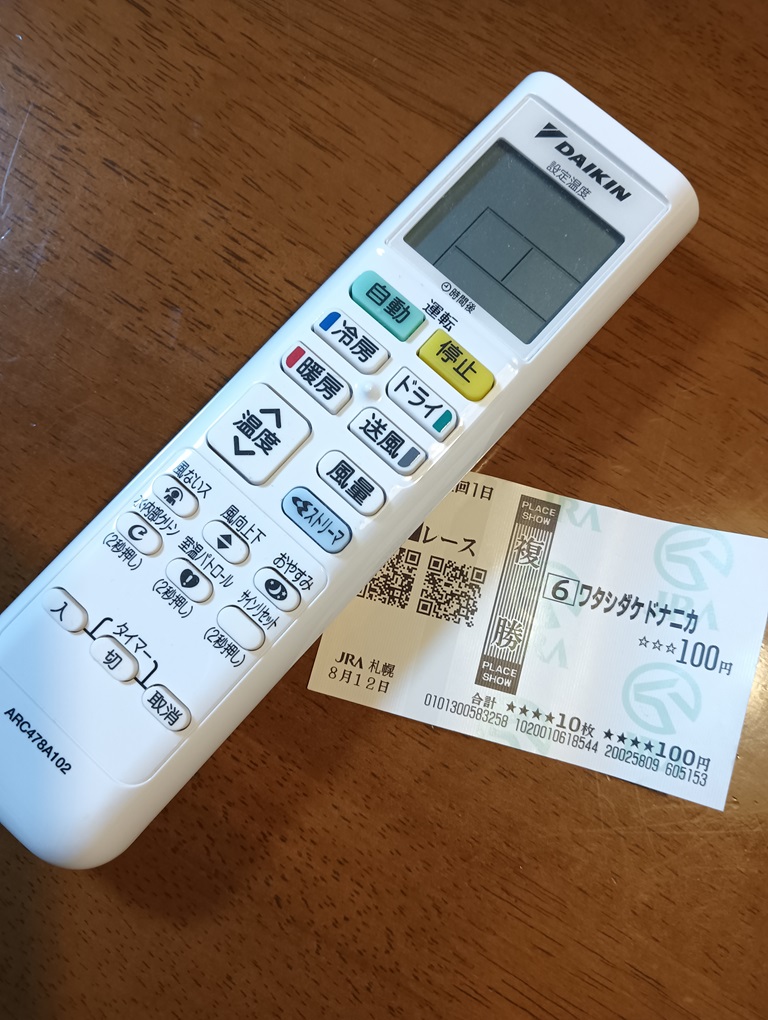 DAIKIN
設定温度
時間後
運転
自動
停止
冷房
暖房
ドライ
温度
送風
風量
ストリーマ
風ないス
内部クリーン
(2秒押し)
風向上下
室温パトロール
(2秒押し)
おやすみ
サインリセット
(2秒押し)
入
タイマー
切
取消
ARC478A102
回1日
レース
PLACE
SHOW
複
勝
PLACE
SHOW
6 ワタシダケドナニカ
☆☆☆100円
JRA 札幌
8月12日
合計 ★★★★10枚 ★★★★100円
0101300583258 1020010618544 20025809 605153
JRA
JRA